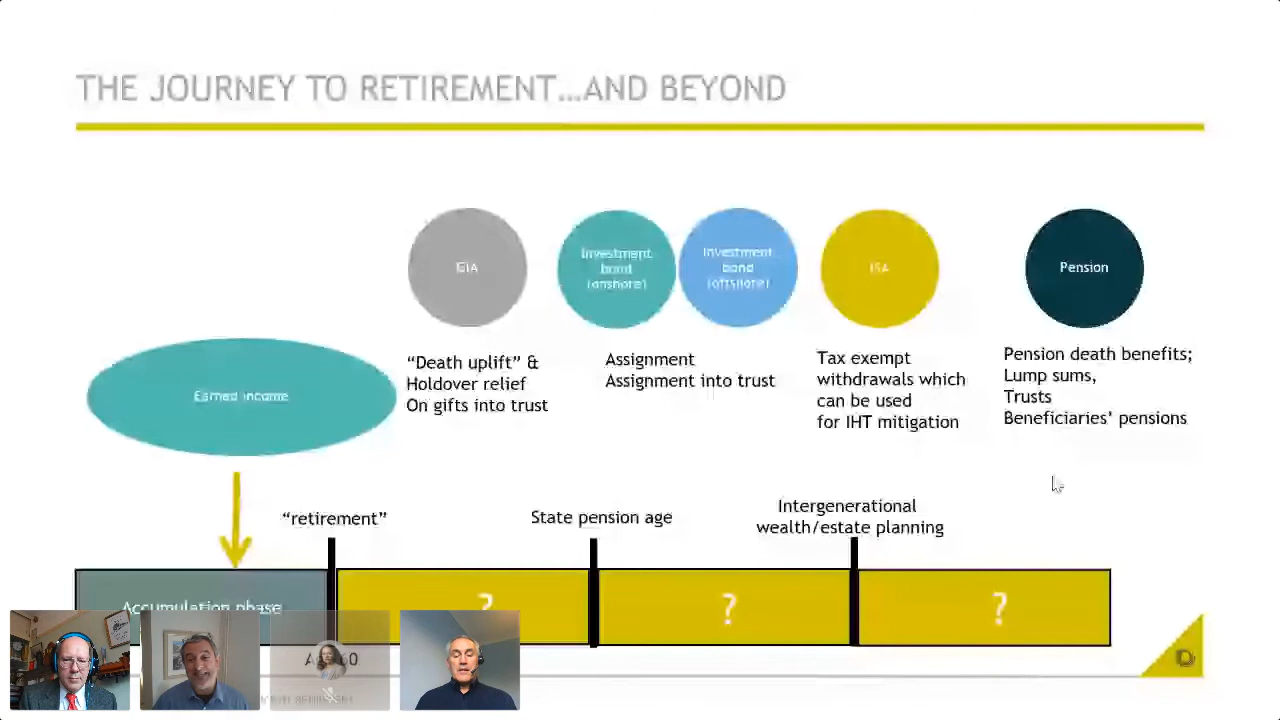 THE JOURNEY TO RETIREMENT...AND BEYOND
GIA
Investment
bond
(onshore)
Investment
bond
(offshore)
ISA
Pension
"Death uplift" &
Holdover relief
On gifts into trust
Assignment
Assignment into trust
Tax exempt
withdrawals which
can be used
for IHT mitigation
Pension death benefits;
Lump sums,
Trusts
Beneficiaries' pensions
Earned income
"retirement"
State pension age
Intergenerational
wealth/estate planning
Accumulation phase
?
?
?
D